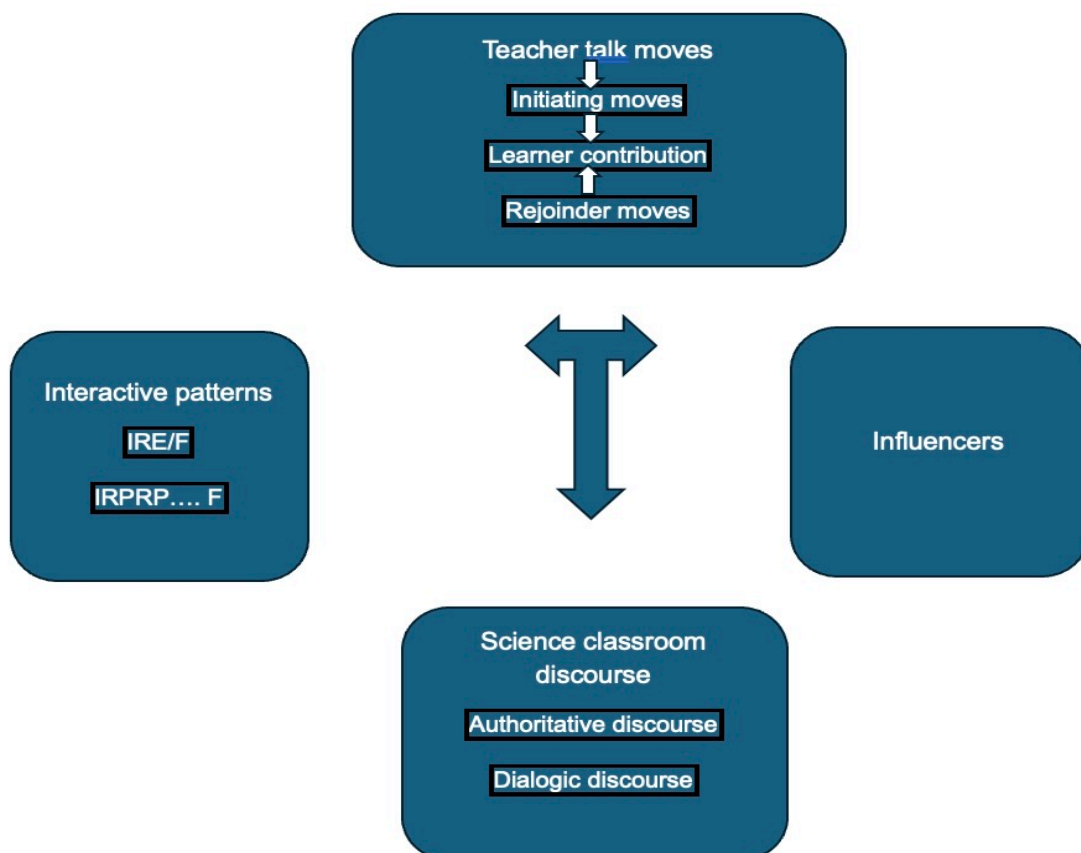 Teacher talk moves
Initiating moves
Learner contribution
Rejoinder moves
Interactive patterns
IRE/F
IRPRP…. F
Influencers
Science classroom
discourse
Authoritative discourse
Dialogic discourse